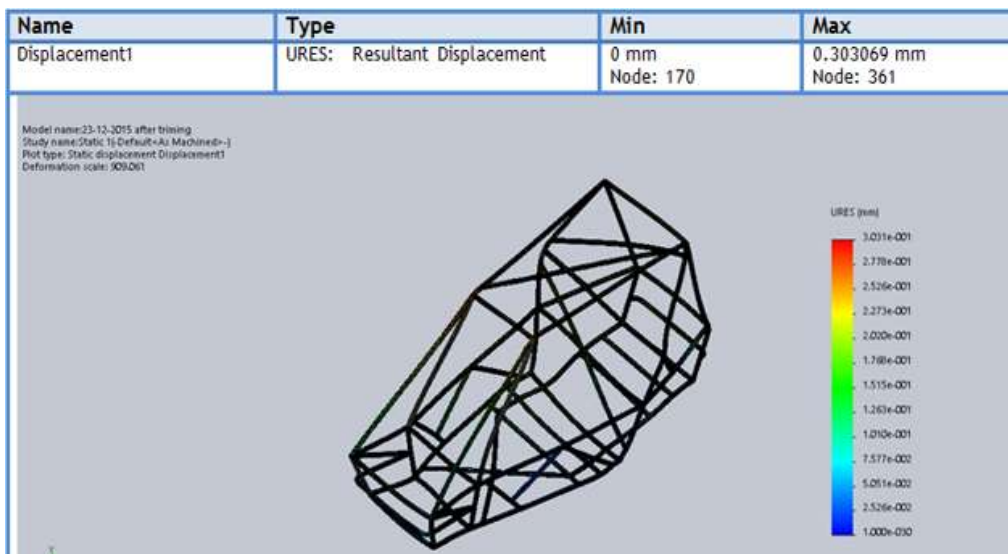 Name Type Min Max
Displacement1 URES: Resultant Displacement 0 mm 0.303069 mm
Node: 170 Node: 361
Model name:23-12-2015 after triming
Study name:Static 1(-Default<As Machined>-)
Plot type: Static displacement Displacement1
Deformation scale: 909.061
URES (mm)
3.031e-001
2.778e-001
2.526e-001
2.273e-001
2.020e-001
1.768e-001
1.515e-001
1.263e-001
1.010e-001
7.577e-002
5.051e-002
2.526e-002
1.000e-030
Y